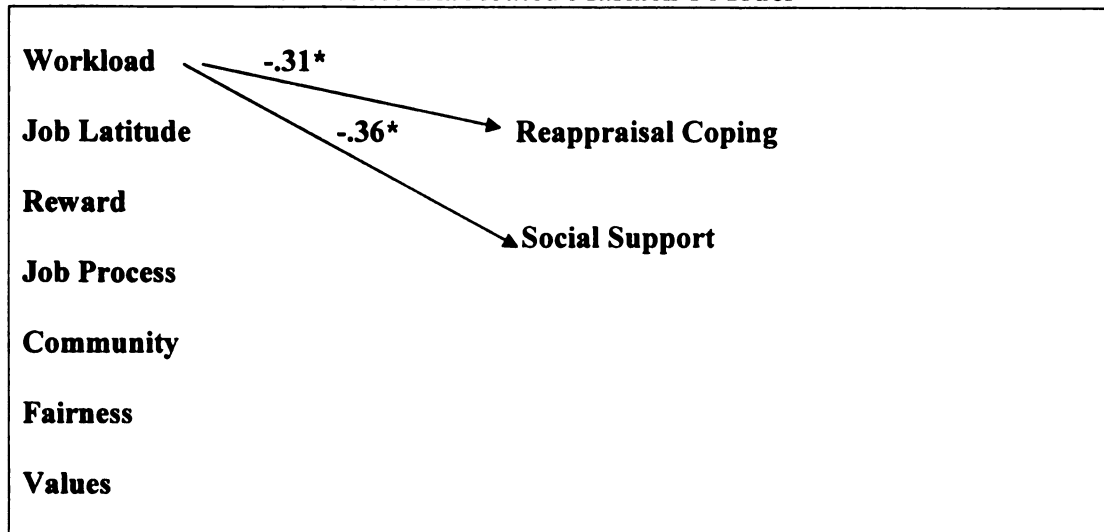 Workload -.31*
Job Latitude -.36* Reappraisal Coping
Reward
Social Support
Job Process
Community
Fairness
Values